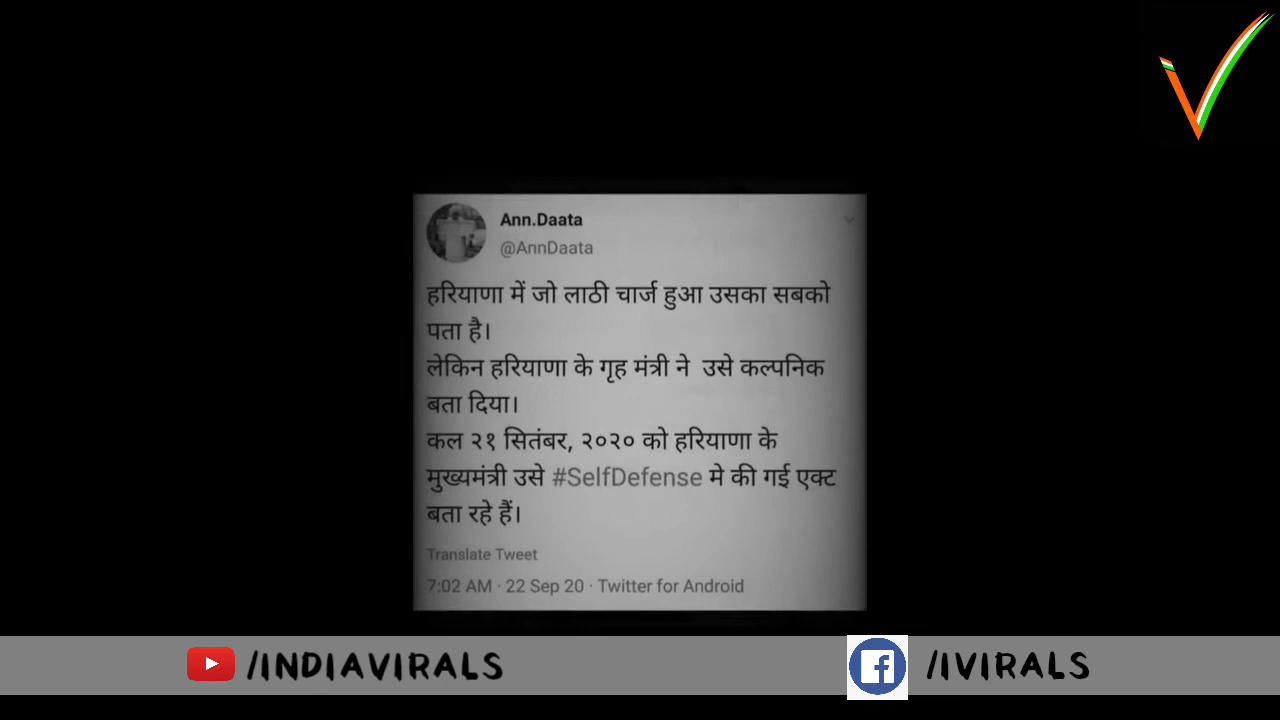 Ann.Daata
@AnnDaata
हरियाणा में जो लाठी चार्ज हुआ उसका सबको
पता है।
लेकिन हरियाणा के गृह मंत्री ने उसे कल्पनिक
बता दिया।
कल २१ सितंबर, २०२० को हरियाणा के
मुख्यमंत्री उसे #SelfDefense मे की गई एक्ट
बता रहे हैं।
Translate Tweet
7:02 AM · 22 Sep 20 · Twitter for Android
/INDIAVIRALS
/IVIRALS